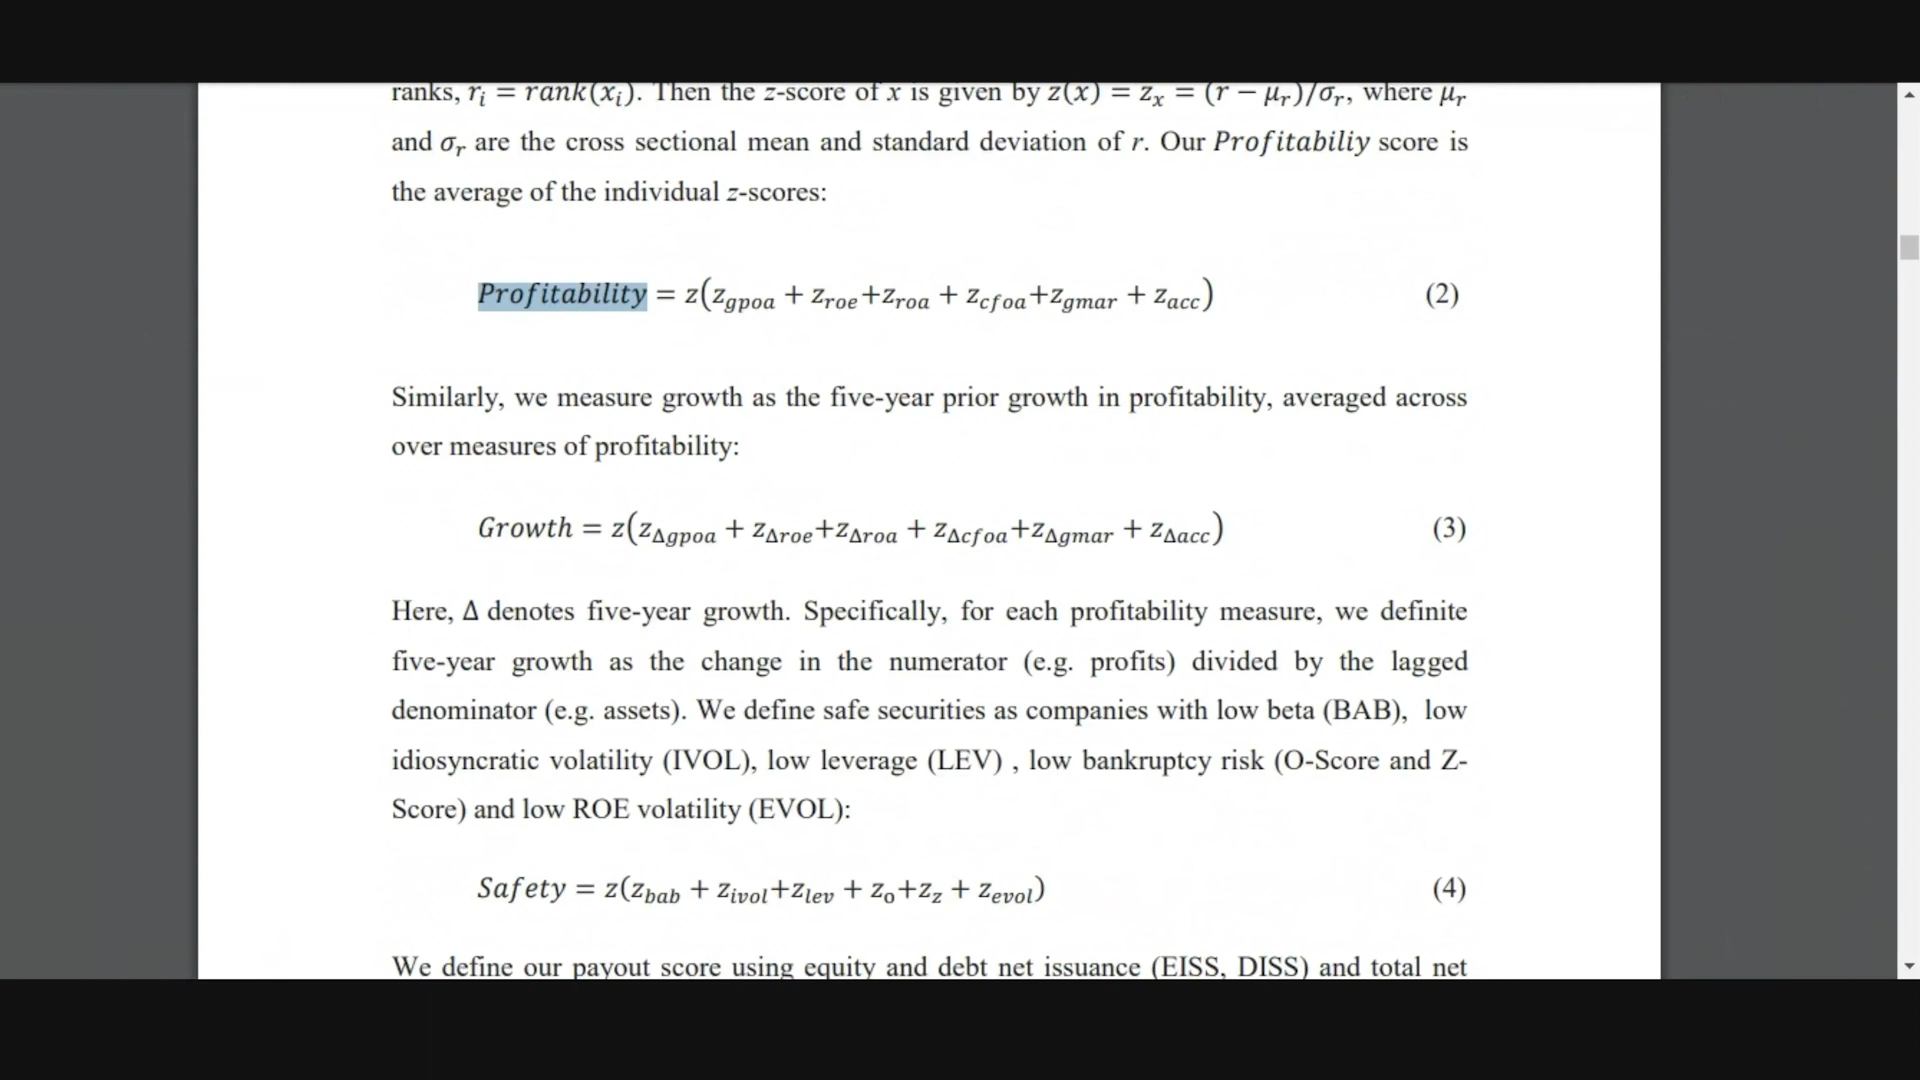 ranks, rᵢ = rank(xᵢ). Then the z-score of x is given by z(x) = zₓ = (r − μᵣ)/σᵣ, where μᵣ
and σᵣ are the cross sectional mean and standard deviation of r. Our Profitabiliy score is
the average of the individual z-scores:
Profitability = z(z_gpoa + z_roe+z_roa + z_cfoa+z_gmar + z_acc) (2)
Similarly, we measure growth as the five-year prior growth in profitability, averaged across
over measures of profitability:
Growth = z(z_Δgpoa + z_Δroe+z_Δroa + z_Δcfoa+z_Δgmar + z_Δacc) (3)
Here, Δ denotes five-year growth. Specifically, for each profitability measure, we definite
five-year growth as the change in the numerator (e.g. profits) divided by the lagged
denominator (e.g. assets). We define safe securities as companies with low beta (BAB), low
idiosyncratic volatility (IVOL), low leverage (LEV) , low bankruptcy risk (O-Score and Z-
Score) and low ROE volatility (EVOL):
Safety = z(z_bab + z_ivol+z_lev + z_o+z_z + z_evol) (4)
We define our payout score using equity and debt net issuance (EISS, DISS) and total net